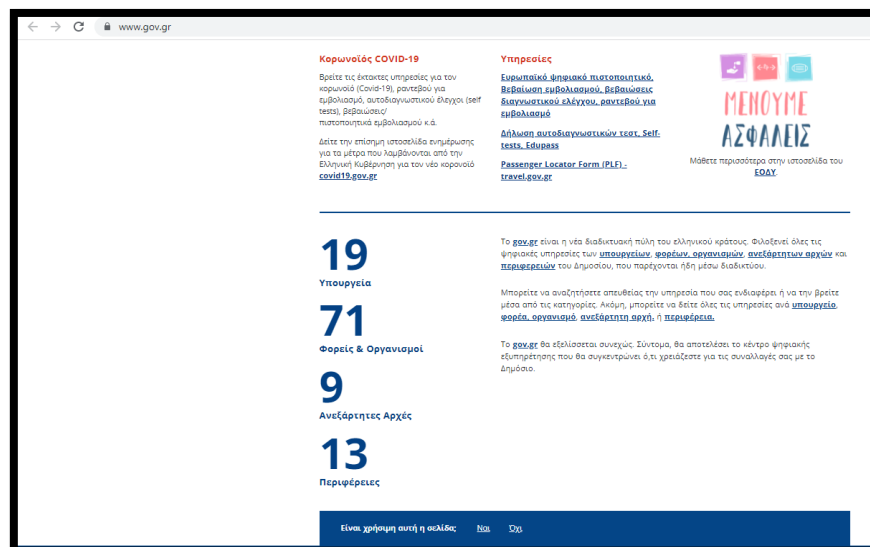 www.gov.gr
Κορωνοϊός COVID-19
Βρείτε τις έκτακτες υπηρεσίες για τον
κορωνοϊό (Covid-19), ραντεβού για
εμβολιασμό, αυτοδιαγνωστικού έλεγχοι (self
tests), βεβαιώσεις/
πιστοποιητικά εμβολιασμού κ.ά.
Δείτε την επίσημη ιστοσελίδα ενημέρωσης
για τα μέτρα που λαμβάνονται από την
Ελληνική Κυβέρνηση για τον νέο κορονοϊό
covid19.gov.gr
Υπηρεσίες
Ευρωπαϊκό ψηφιακό πιστοποιητικό,
Βεβαίωση εμβολιασμού, βεβαιώσεις
διαγνωστικού ελέγχου, ραντεβού για
εμβολιασμό
Δήλωση αυτοδιαγνωστικών τεστ, Self-
tests, Edupass
Passenger Locator Form (PLF) -
travel.gov.gr
ΜΕΝΟΥΜΕ
ΑΣΦΑΛΕΙΣ
Μάθετε περισσότερα στην ιστοσελίδα του
ΕΟΔΥ.
19
Υπουργεία
71
Φορείς & Οργανισμοί
9
Ανεξάρτητες Αρχές
13
Περιφέρειες
Το gov.gr είναι η νέα διαδικτυακή πύλη του ελληνικού κράτους. Φιλοξενεί όλες τις
ψηφιακές υπηρεσίες των υπουργείων, φορέων, οργανισμών, ανεξάρτητων αρχών και
περιφερειών του Δημοσίου, που παρέχονται ήδη μέσω διαδικτύου.
Μπορείτε να αναζητήσετε απευθείας την υπηρεσία που σας ενδιαφέρει ή να την βρείτε
μέσα από τις κατηγορίες. Ακόμη, μπορείτε να δείτε όλες τις υπηρεσίες ανά υπουργείο,
φορέα, οργανισμό, ανεξάρτητη αρχή, ή περιφέρεια.
Το gov.gr θα εξελίσσεται συνεχώς. Σύντομα, θα αποτελέσει το κέντρο ψηφιακής
εξυπηρέτησης που θα συγκεντρώνει ό,τι χρειάζεστε για τις συναλλαγές σας με το
Δημόσιο.
Είναι χρήσιμη αυτή η σελίδα; Ναι Όχι